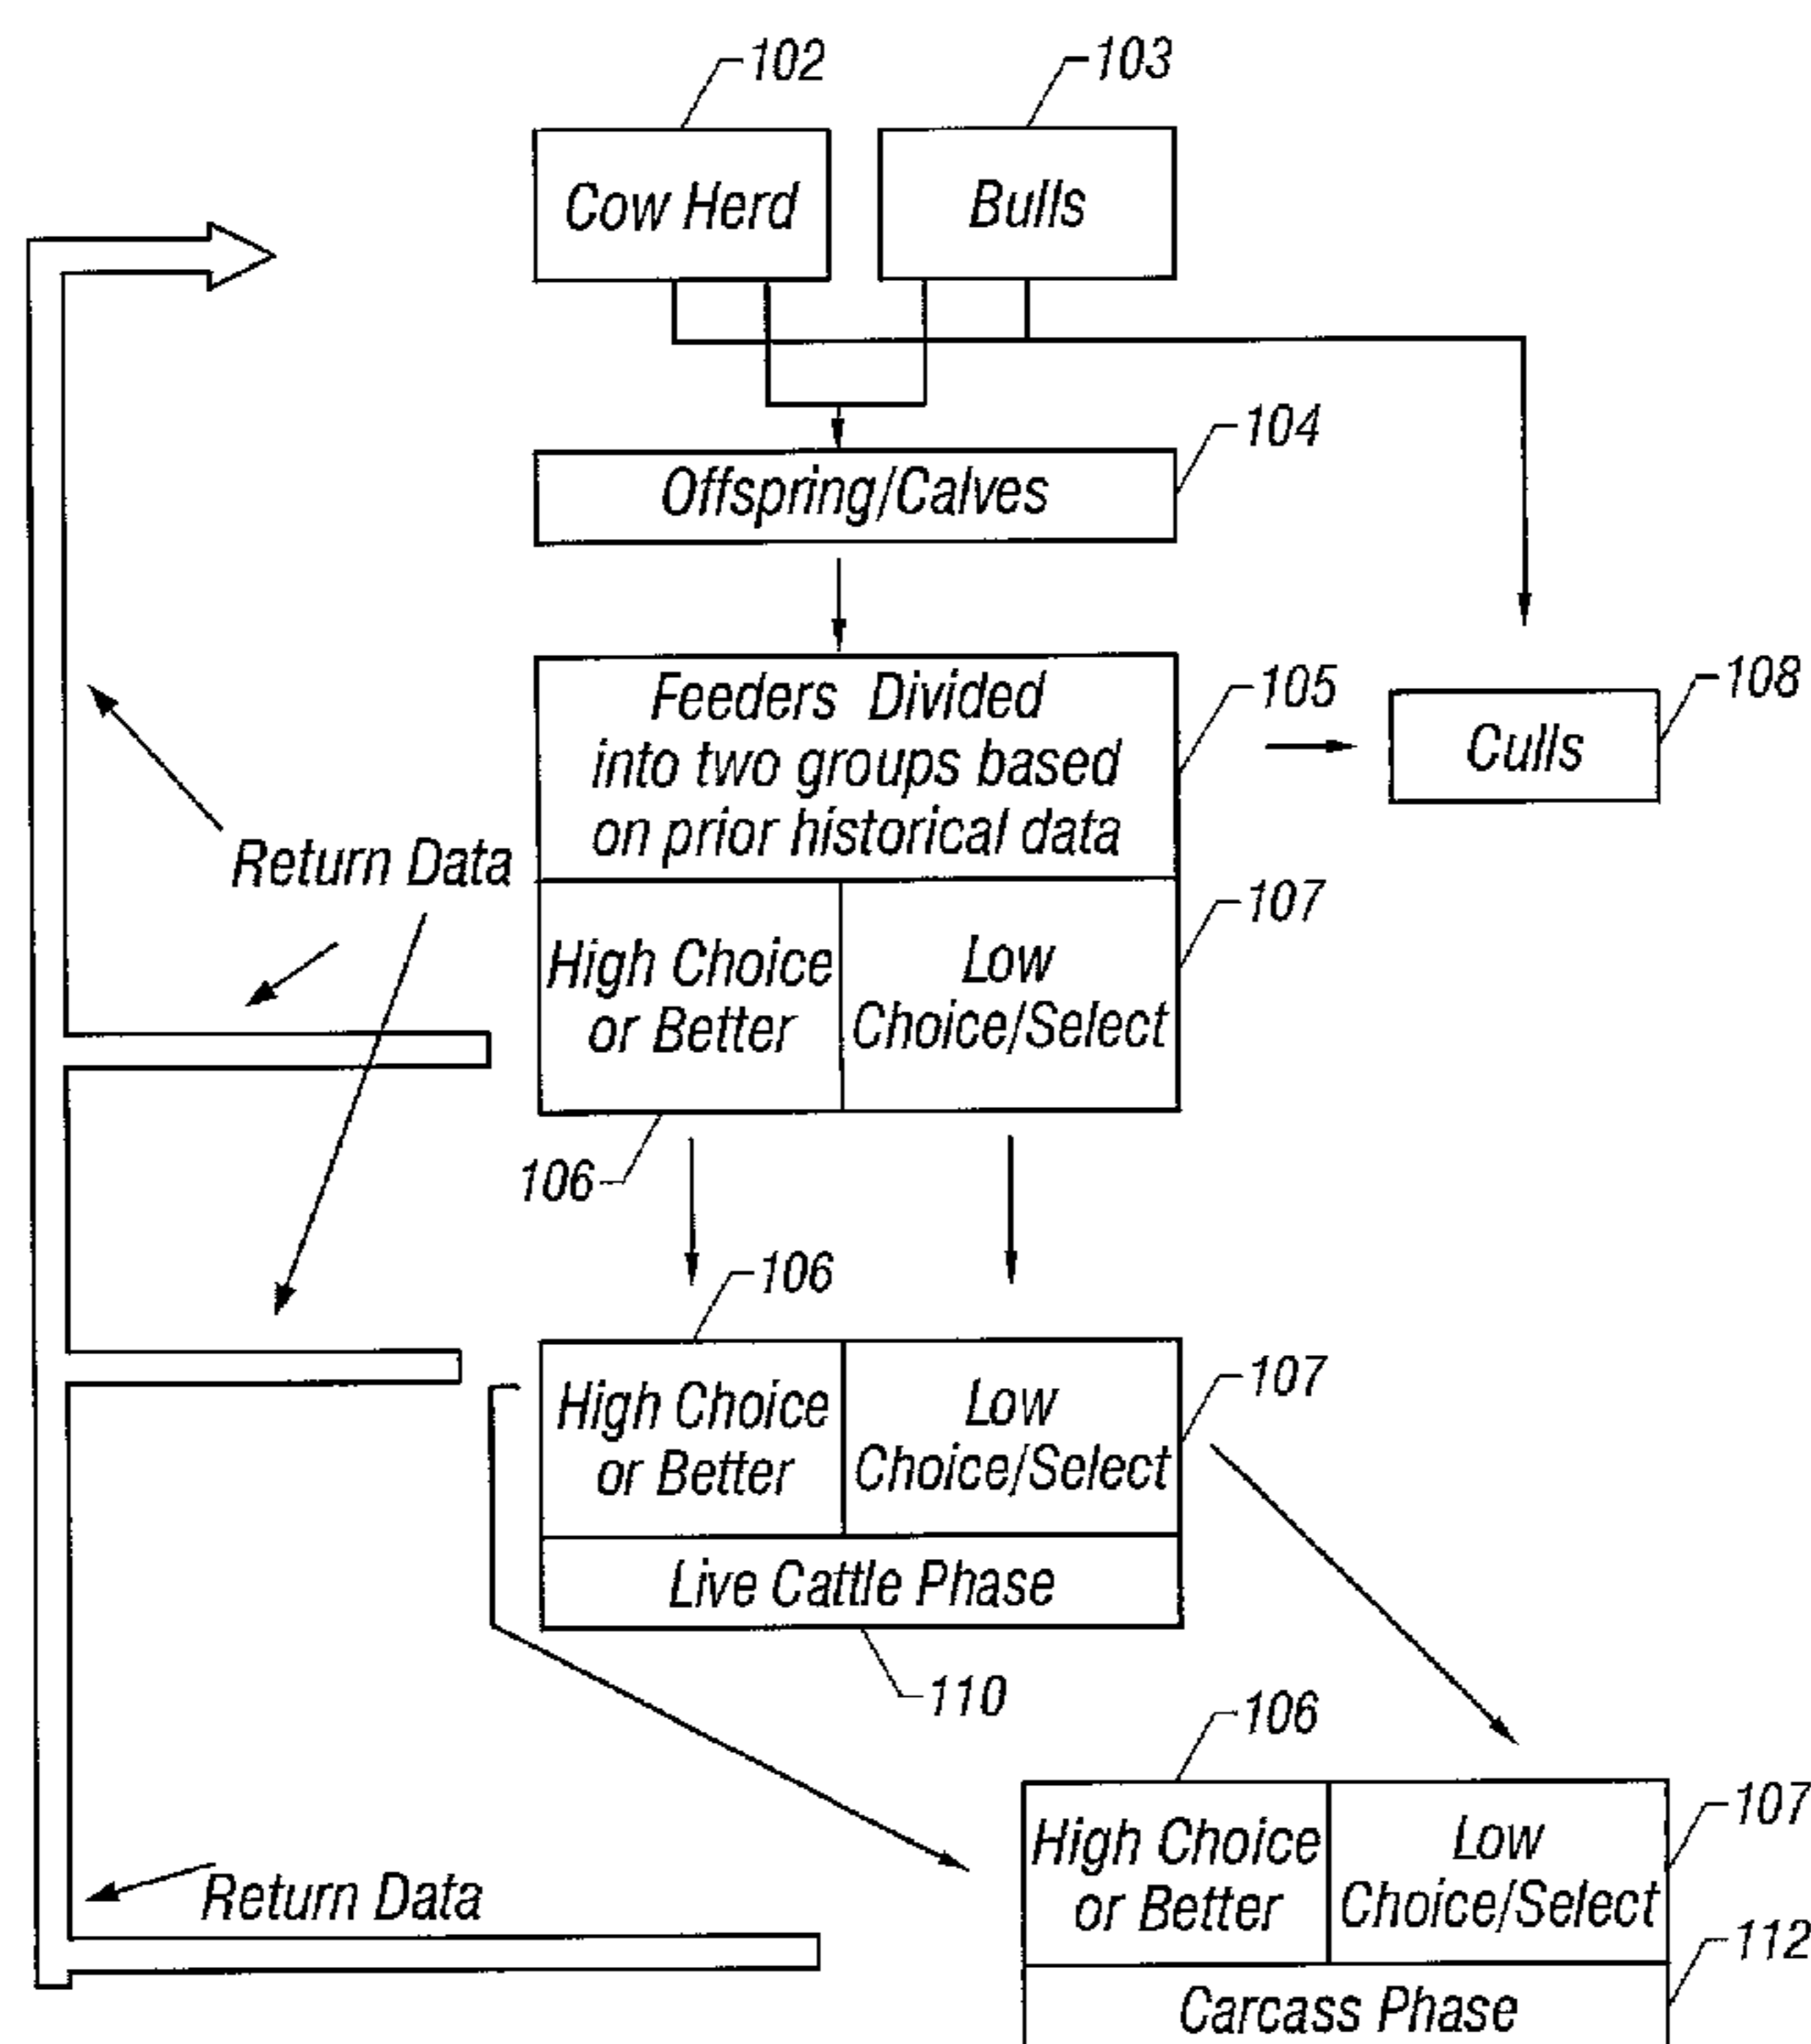 102
103
Cow Herd
Bulls
104
Offspring/Calves
Feeders Divided
into two groups based
on prior historical data
105
108
Culls
Return Data
107
High Choice
or Better
Low
Choice/Select
106
106
107
High Choice
or Better
Low
Choice/Select
Live Cattle Phase
110
106
107
High Choice
or Better
Low
Choice/Select
Return Data
112
Carcass Phase